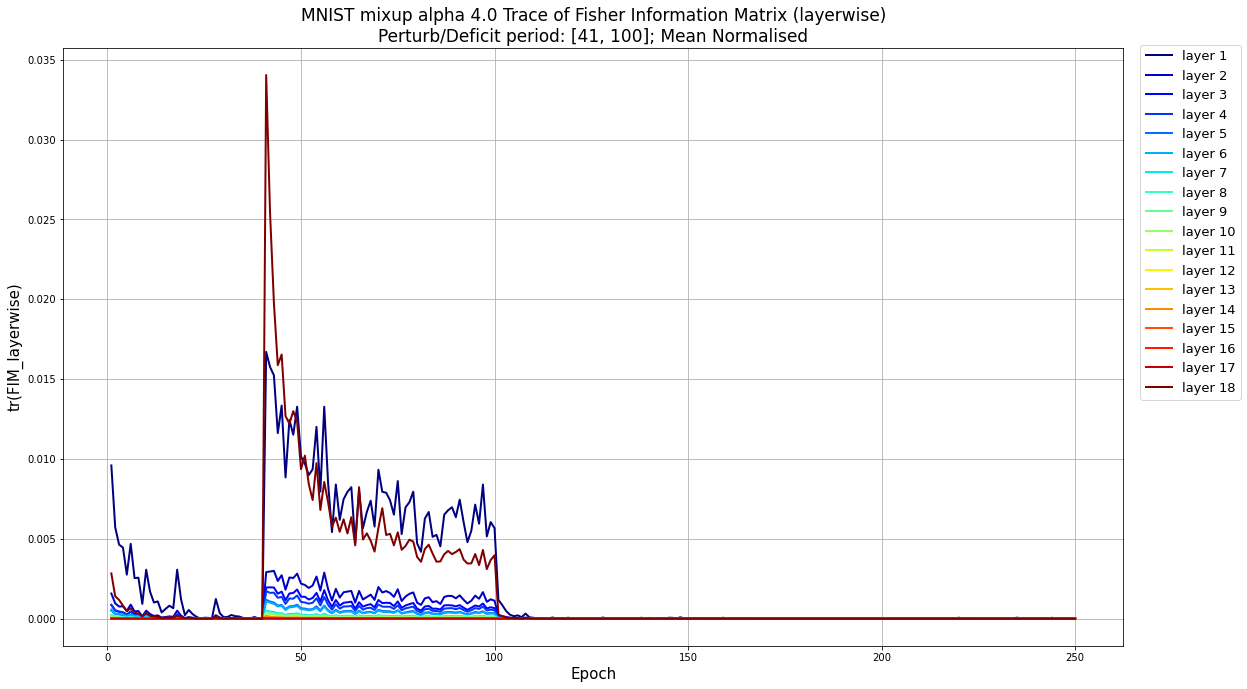 MNIST mixup alpha 4.0 Trace of Fisher Information Matrix (layerwise)
Perturb/Deficit period: [41, 100]; Mean Normalised
tr(FIM_layerwise)
0.035
0.030
0.025
0.020
0.015
0.010
0.005
0.000
0
50
100
150
200
250
Epoch
layer 1
layer 2
layer 3
layer 4
layer 5
layer 6
layer 7
layer 8
layer 9
layer 10
layer 11
layer 12
layer 13
layer 14
layer 15
layer 16
layer 17
layer 18